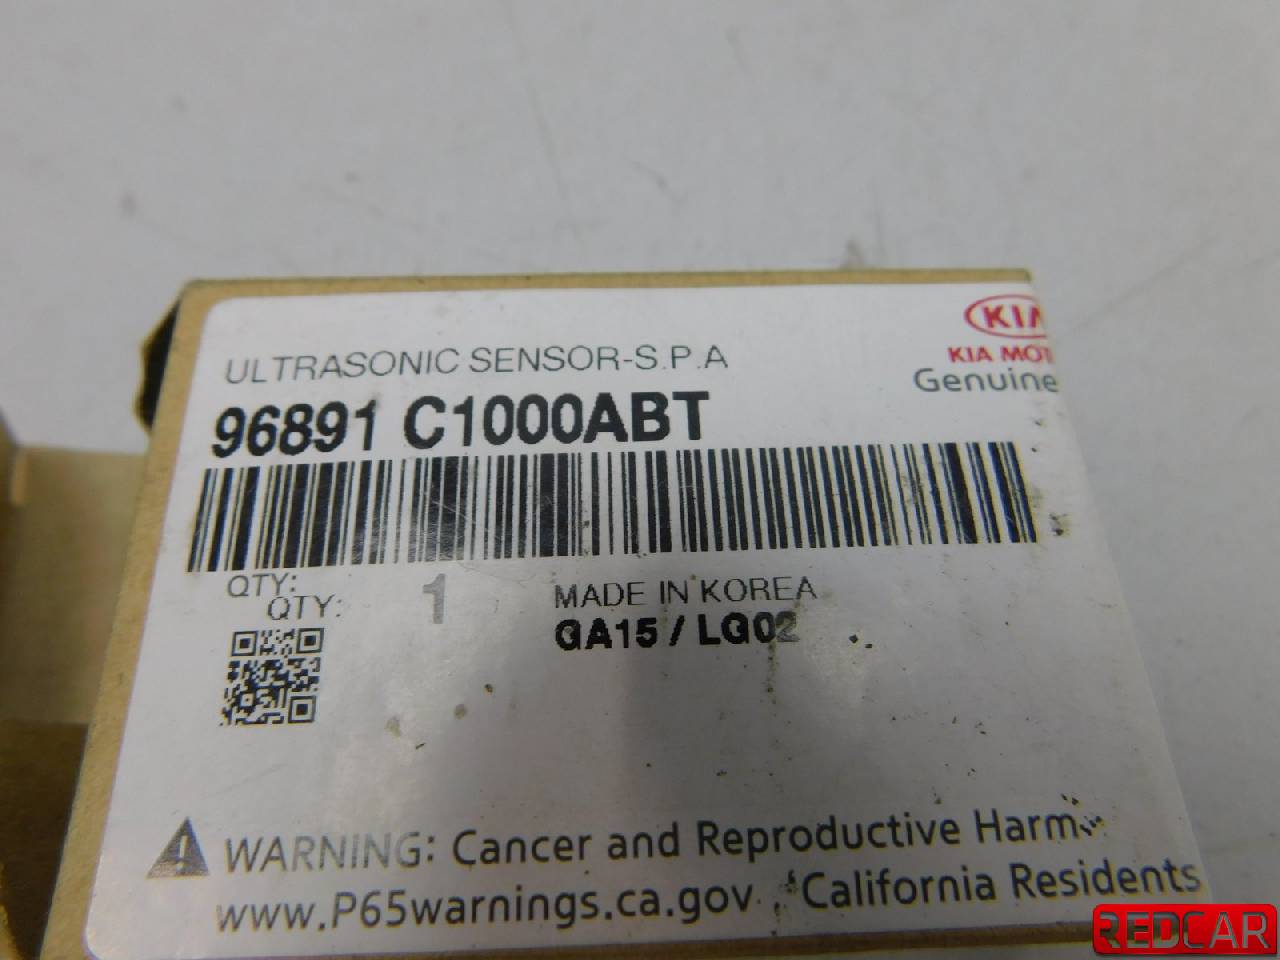 KIA
KIA MOT
Genuine
ULTRASONIC SENSOR-S.P.A
96891 C1000ABT
QTY:
QTY: 1
MADE IN KOREA
GA15 / LG02
WARNING: Cancer and Reproductive Harm
www.P65warnings.ca.gov California Residents
REDCAR